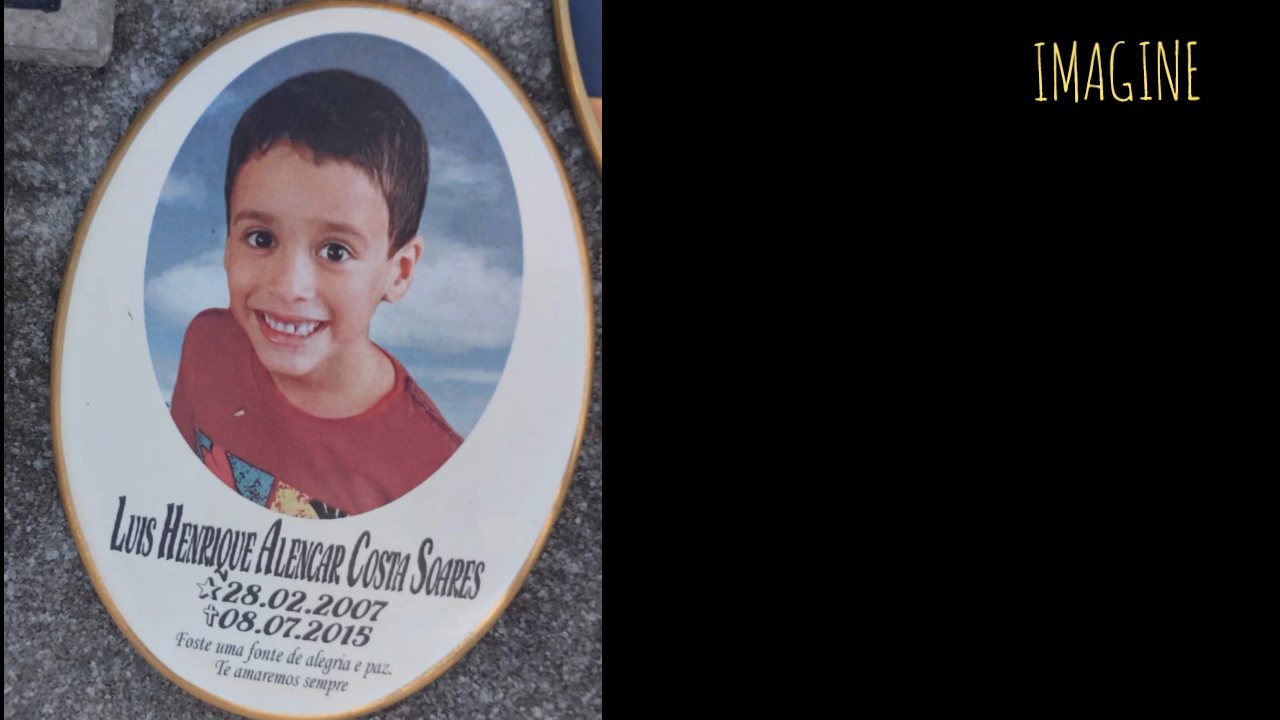 Luis Henrique Alencar Costa Soares
28.02.2007
08.07.2015
Foste uma fonte de alegria e paz.
Te amaremos sempre
IMAGINE